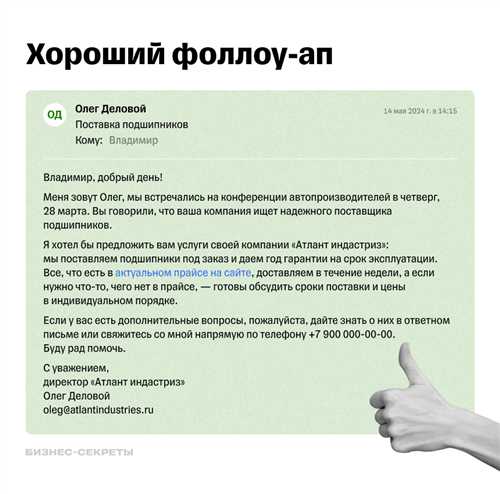 Хороший фоллоу-ап
ОД
Олег Деловой
14 мая 2024 г. в 14:15
Поставка подшипников
Кому: Владимир
Владимир, добрый день!
Меня зовут Олег, мы встречались на конференции автопроизводителей в четверг,
28 марта. Вы говорили, что ваша компания ищет надежного поставщика
подшипников.
Я хотел бы предложить вам услуги своей компании «Атлант индастриз»:
мы поставляем подшипники под заказ и даем год гарантии на срок эксплуатации.
Все, что есть в актуальном прайсе на сайте, доставляем в течение недели, а если
нужно что-то, чего нет в прайсе, — готовы обсудить сроки поставки и цены
в индивидуальном порядке.
Если у вас есть дополнительные вопросы, пожалуйста, дайте знать о них в ответном
письме или свяжитесь со мной напрямую по телефону +7 900 000-00-00.
Буду рад помочь.
С уважением,
директор «Атлант индастриз»
Олег Деловой
oleg@atlantindustries.ru
БИЗНЕС-СЕКРЕТЫ